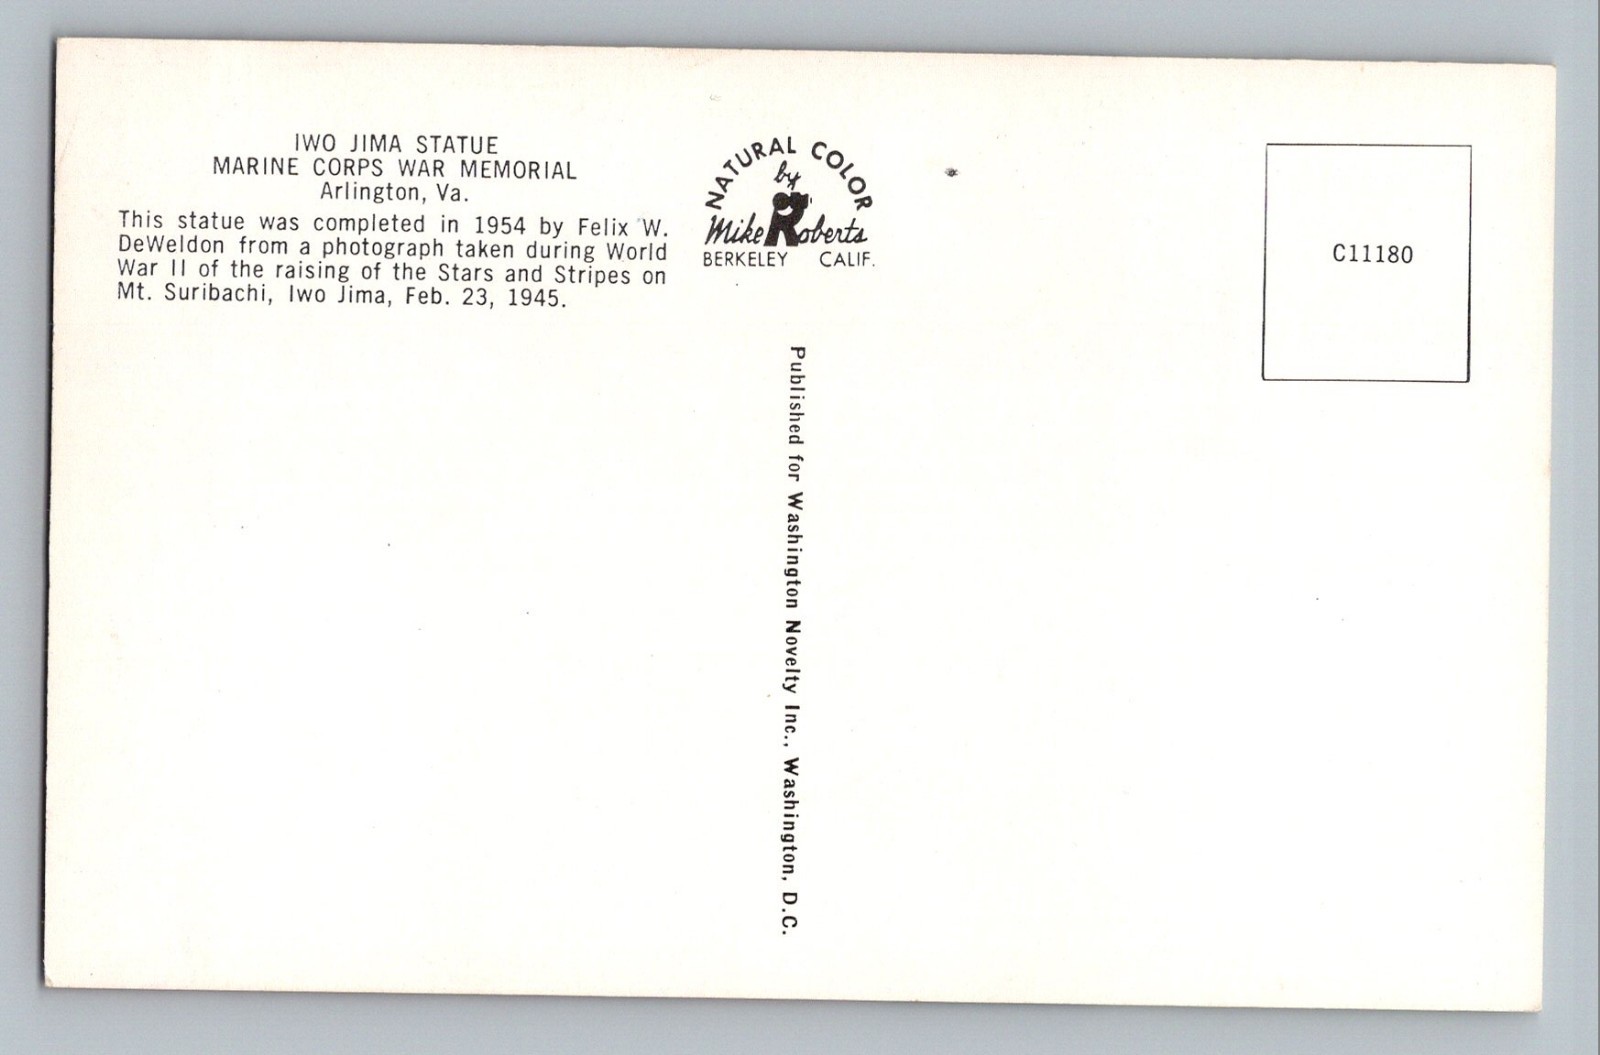 IWO JIMA STATUE
MARINE CORPS WAR MEMORIAL
Arlington, Va.
This statue was completed in 1954 by Felix W.
DeWeldon from a photograph taken during World
War II of the raising of the Stars and Stripes on
Mt. Suribachi, Iwo Jima, Feb. 23, 1945.
NATURAL COLOR
by
Mike Roberts
BERKELEY CALIF.
Published for Washington Novelty Inc., Washington, D.C.
C11180